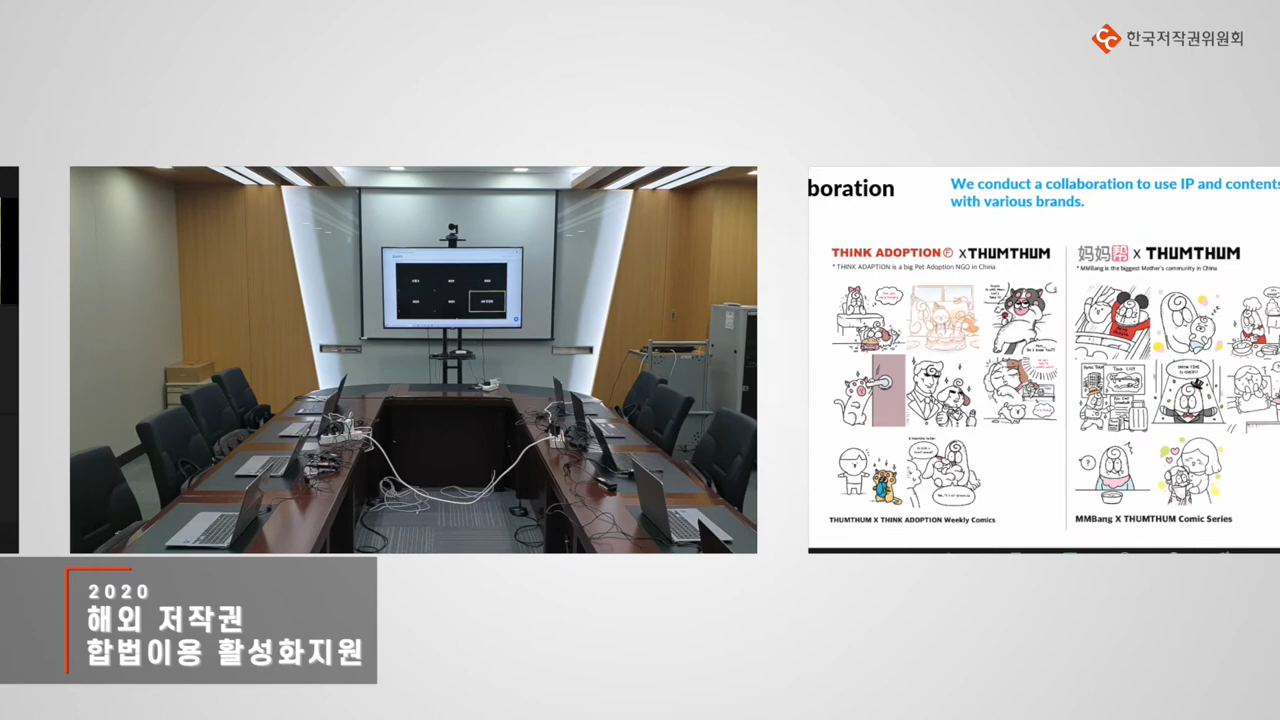 한국저작권위원회
boration
We conduct a collaboration to use IP and contents
with various brands.
THINK ADOPTION X THUMTHUM
* THINK ADAPTION is a big Pet Adoption NGO in China
妈妈帮 X THUMTHUM
* MMBang is the biggest Mother's community in China
THUMTHUM X THINK ADOPTION Weekly Comics
MMBang X THUMTHUM Comic Series
2020
해외 저작권
합법이용 활성화지원